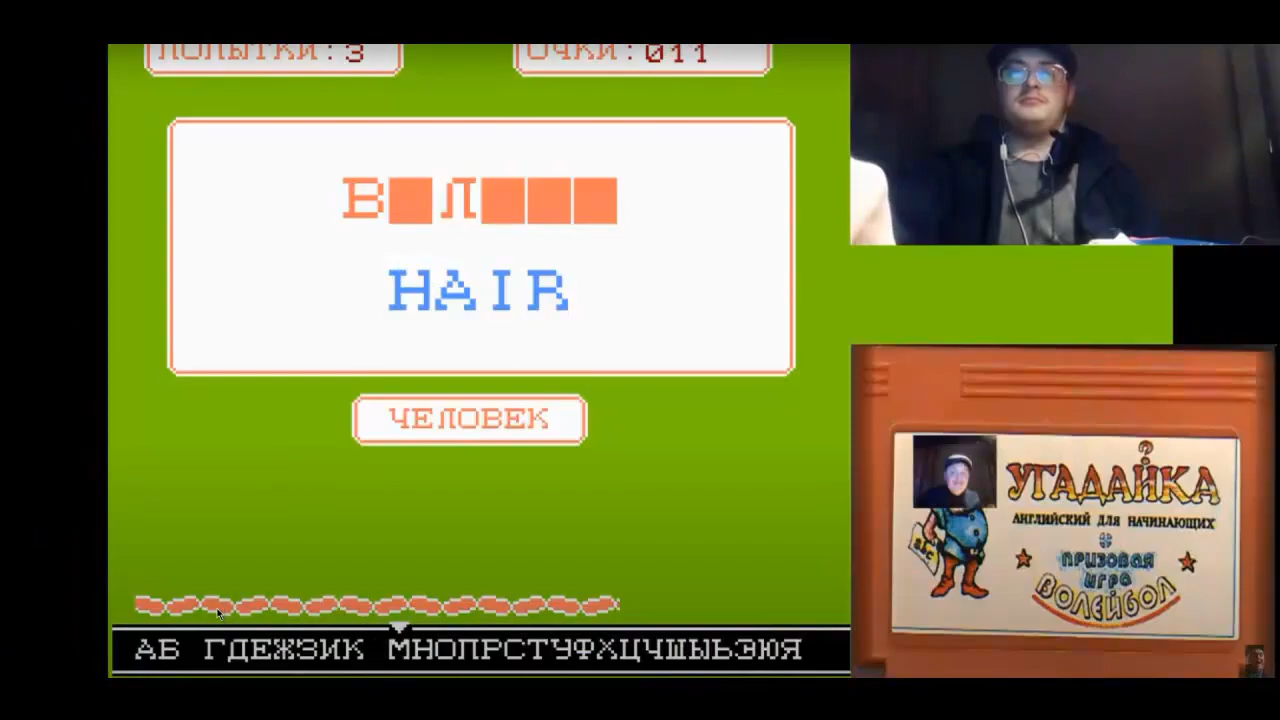 ПОПЫТКИ:3 ОЧКИ:011
В■Л■■■
HAIR
ЧЕЛОВЕК
АБ ГДЕЖЗИК МНОПРСТУФХЦЧШЫЬЭЮЯ
?
УГАДАЙКА
АНГЛИЙСКИЙ ДЛЯ НАЧИНАЮЩИХ
+
ПРИЗОВАЯ
ИГРА
ВОЛЕЙБОЛ